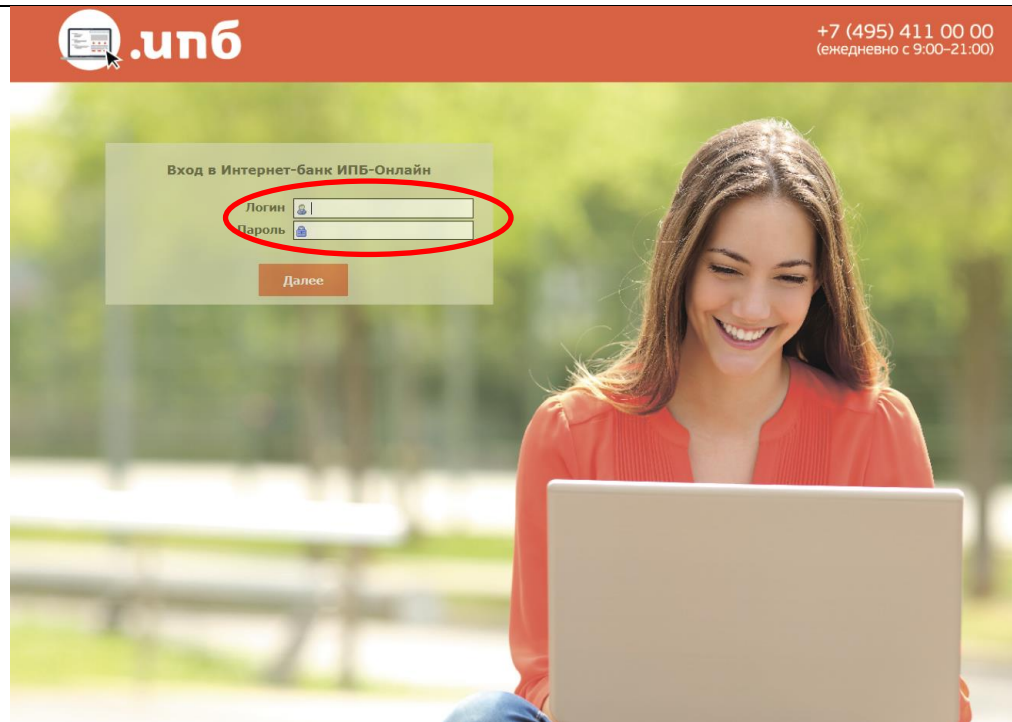 .ипб
+7 (495) 411 00 00
(ежедневно с 9:00–21:00)
Вход в Интернет-банк ИПБ-Онлайн
Логин
Пароль
Далее